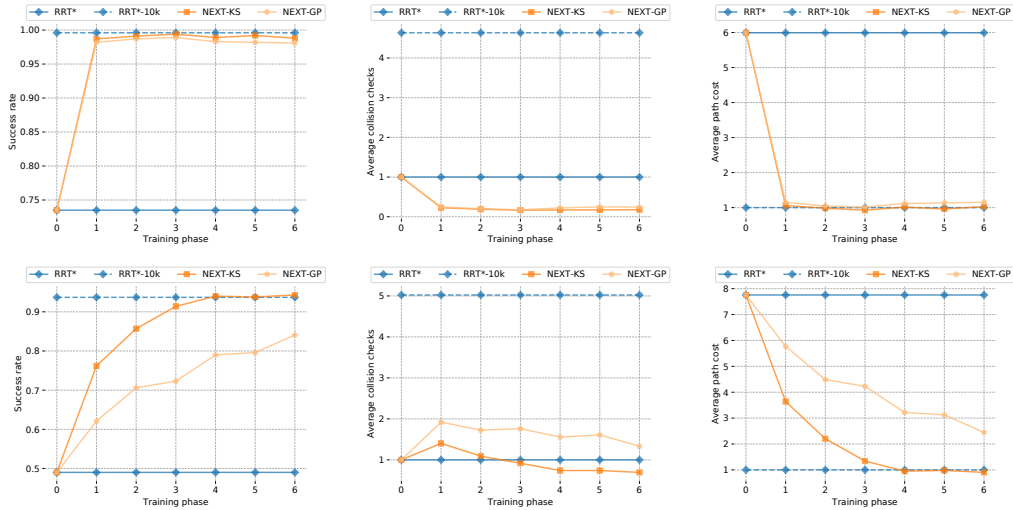 RRT* RRT*-10k NEXT-KS NEXT-GP
1.00
0.95
0.90
0.85
0.80
0.75
Success rate
0 1 2 3 4 5 6
Training phase
RRT* RRT*-10k NEXT-KS NEXT-GP
4
3
2
1
0
Average collision checks
0 1 2 3 4 5 6
Training phase
RRT* RRT*-10k NEXT-KS NEXT-GP
6
5
4
3
2
1
Average path cost
0 1 2 3 4 5 6
Training phase
RRT* RRT*-10k NEXT-KS NEXT-GP
0.9
0.8
0.7
0.6
0.5
Success rate
0 1 2 3 4 5 6
Training phase
RRT* RRT*-10k NEXT-KS NEXT-GP
5
4
3
2
1
Average collision checks
0 1 2 3 4 5 6
Training phase
RRT* RRT*-10k NEXT-KS NEXT-GP
8
7
6
5
4
3
2
1
Average path cost
0 1 2 3 4 5 6
Training phase